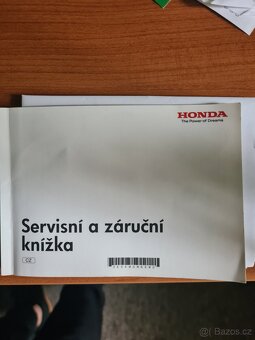 HONDA
The Power of Dreams
Servisní a záruční
knížka
CZ
Bazos.cz